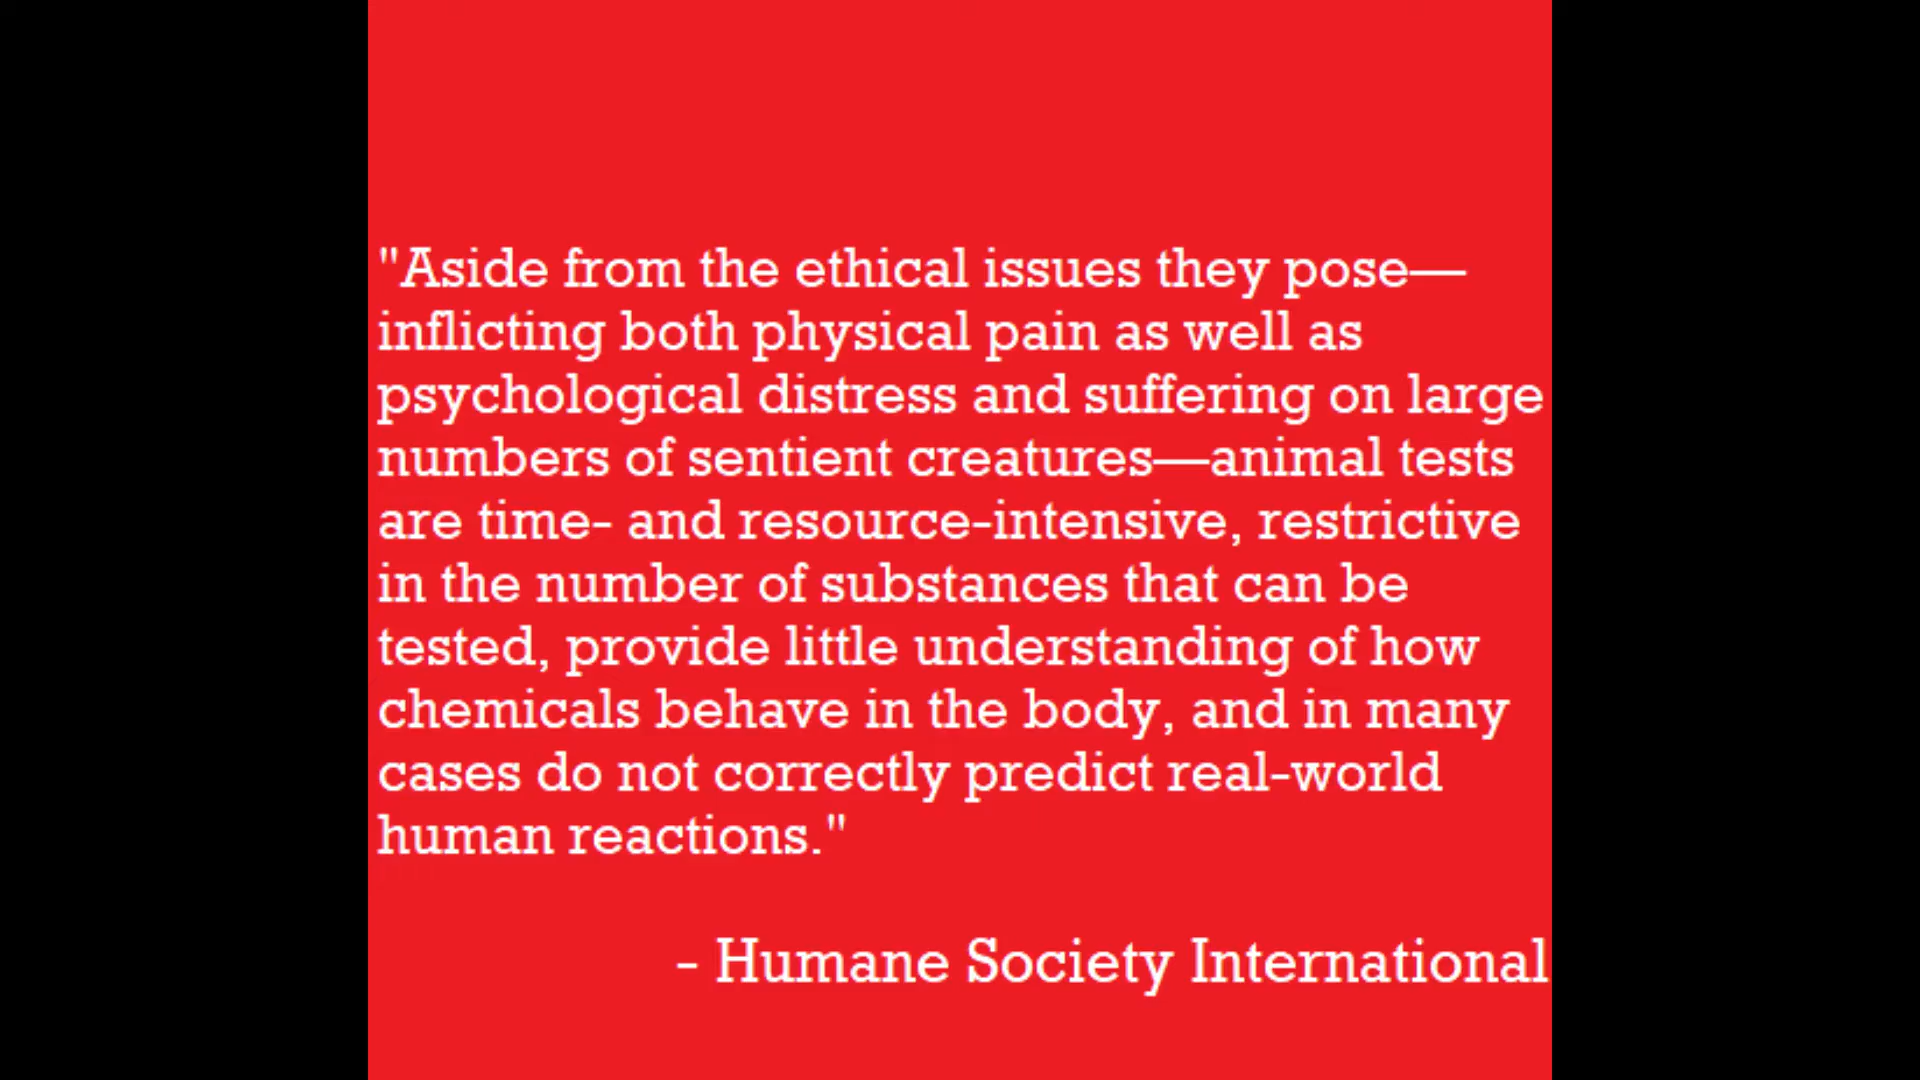 "Aside from the ethical issues they pose—
inflicting both physical pain as well as
psychological distress and suffering on large
numbers of sentient creatures—animal tests
are time- and resource-intensive, restrictive
in the number of substances that can be
tested, provide little understanding of how
chemicals behave in the body, and in many
cases do not correctly predict real-world
human reactions."
- Humane Society International